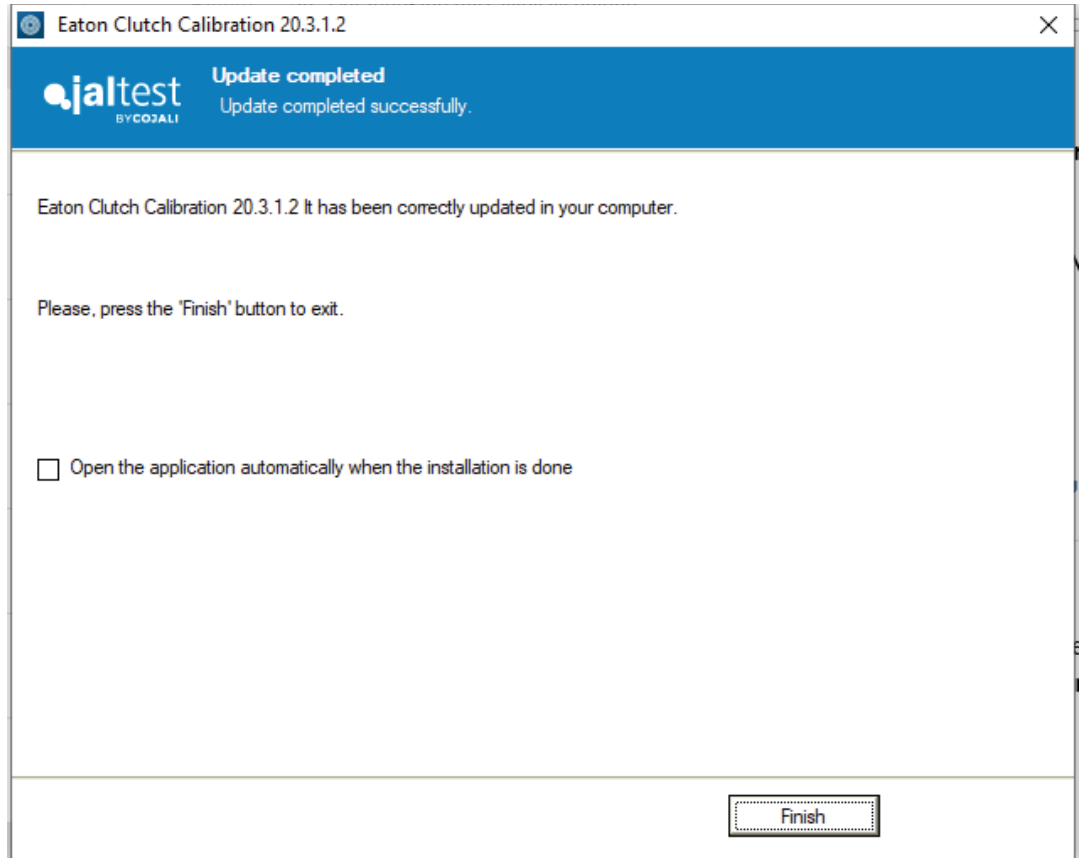 Eaton Clutch Calibration 20.3.1.2
jaltest
BY COJALI
Update completed
Update completed successfully.
Eaton Clutch Calibration 20.3.1.2 It has been correctly updated in your computer.
Please, press the 'Finish' button to exit.
Open the application automatically when the installation is done
Finish